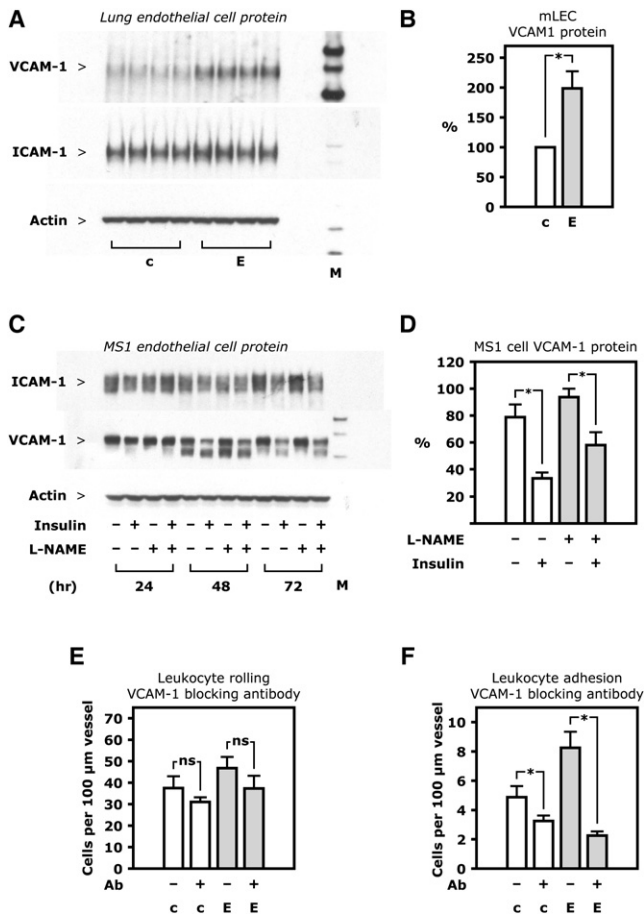 A
Lung endothelial cell protein
VCAM-1 >
ICAM-1 >
Actin >
c E M
B
mLEC
VCAM1 protein
250
200
150
100
50
0
%
*
c E
C
MS1 endothelial cell protein
ICAM-1 >
VCAM-1 >
Actin >
Insulin − + − + − + − + − + − +
L-NAME − − + + − − + + − − + +
(hr) 24 48 72 M
D
MS1 cell VCAM-1 protein
120
100
80
60
40
20
%
* *
L-NAME − − + +
Insulin − + − +
E
Leukocyte rolling
VCAM-1 blocking antibody
Cells per 100 µm vessel
70
60
50
40
30
20
10
0
ns ns
Ab − + − +
c c E E
F
Leukocyte adhesion
VCAM-1 blocking antibody
Cells per 100 µm vessel
10
8
6
4
2
0
* *
Ab − + − +
c c E E